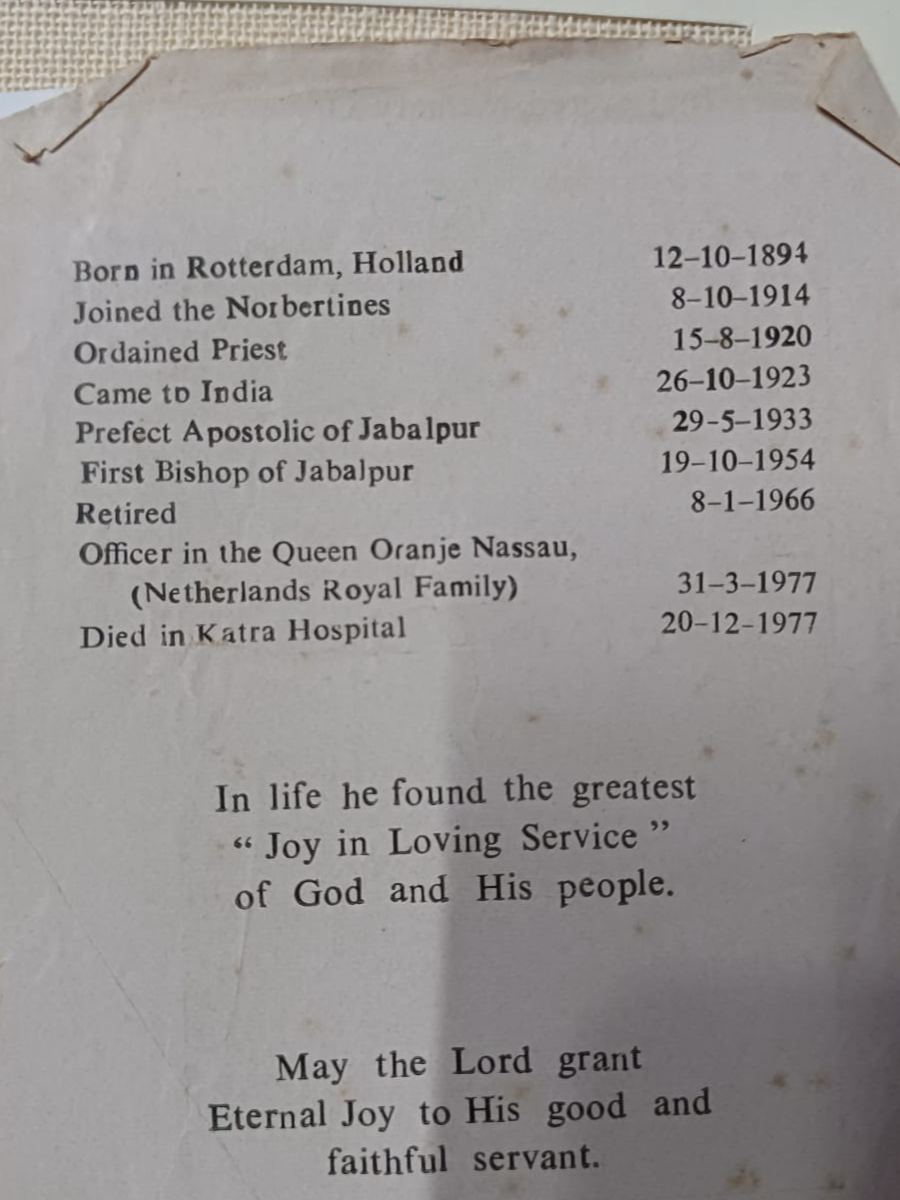 Born in Rotterdam, Holland 12-10-1894
Joined the Norbertines 8-10-1914
Ordained Priest 15-8-1920
Came to India 26-10-1923
Prefect Apostolic of Jabalpur 29-5-1933
First Bishop of Jabalpur 19-10-1954
Retired 8-1-1966
Officer in the Queen Oranje Nassau,
(Netherlands Royal Family) 31-3-1977
Died in Katra Hospital 20-12-1977
In life he found the greatest
“ Joy in Loving Service ”
of God and His people.
May the Lord grant
Eternal Joy to His good and
faithful servant.